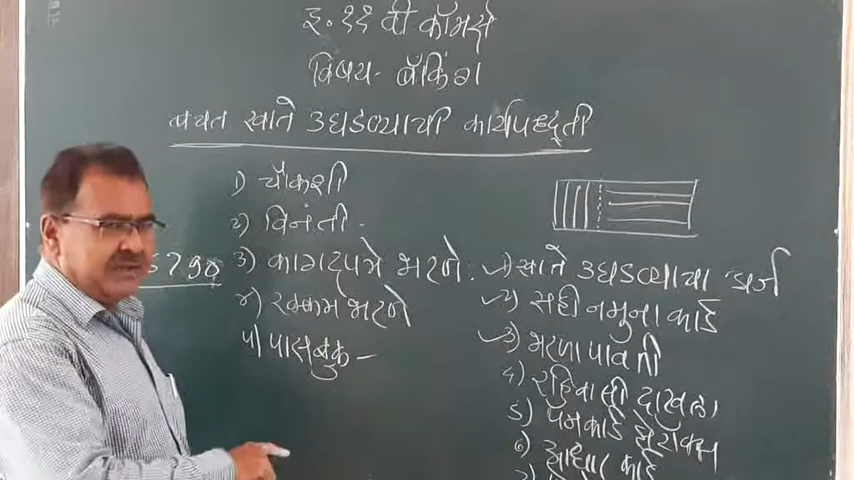 इ. ११ वी कॉमर्स
विषय - बँकिंग
बचत खाते उघडण्याची कार्यपद्धती
१) चौकशी
२) विनंती -
३) कागदपत्रे भरणे.
४) रक्कम भरणे
५) पासबुक -
१) खाते उघडण्याचा अर्ज
२) सही नमुना कार्ड
३) भरणा पावती
४) रहिवासी दाखला
५) पॅनकार्ड झेरॉक्स
६) आधार कार्ड